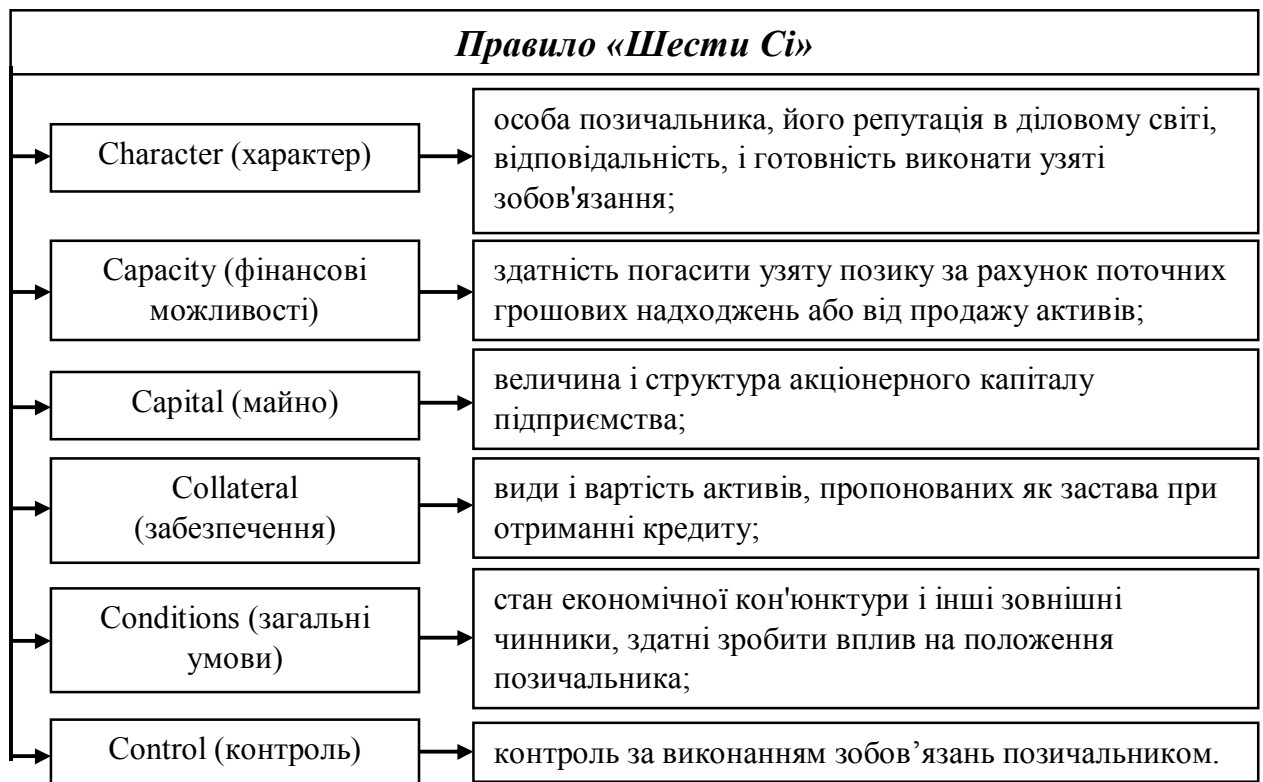 Правило «Шести Сі»
Character (характер)
особа позичальника, його репутація в діловому світі,
відповідальність, і готовність виконати узяті
зобов'язання;
Capacity (фінансові
можливості)
здатність погасити узяту позику за рахунок поточних
грошових надходжень або від продажу активів;
Capital (майно)
величина і структура акціонерного капіталу
підприємства;
Collateral
(забезпечення)
види і вартість активів, пропонованих як застава при
отриманні кредиту;
Conditions (загальні
умови)
стан економічної кон'юнктури і інші зовнішні
чинники, здатні зробити вплив на положення
позичальника;
Control (контроль)
контроль за виконанням зобов’язань позичальником.